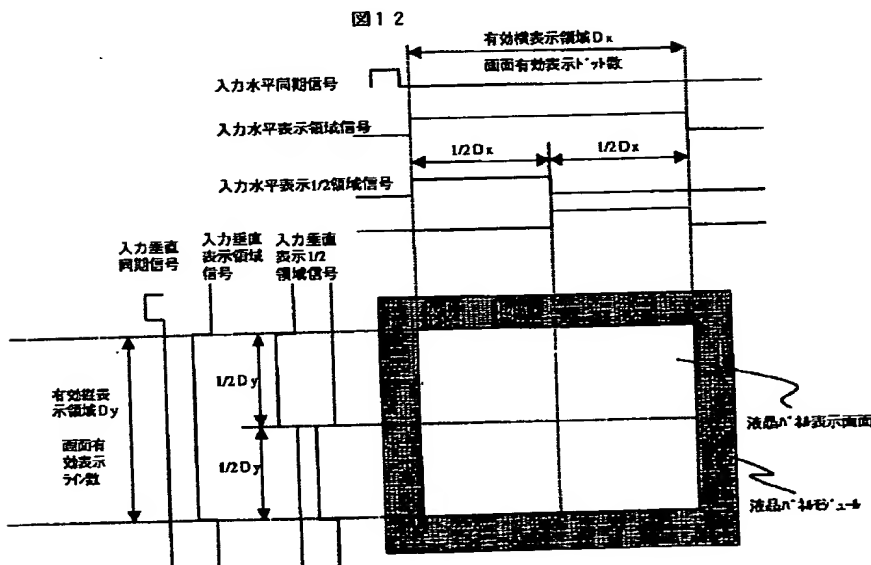 図12
有効横表示領域Dx
画面有効表示ドット数
入力水平同期信号
入力水平表示領域信号
1/2Dx
1/2Dx
入力水平表示1/2領域信号
入力垂直
同期信号
入力垂直
表示領域
信号
入力垂直
表示1/2
領域信号
有効縦表
示領域Dy
画面有
効表示
ライン数
1/2Dy
1/2Dy
液晶パネル表示画面
液晶パネルモジュール